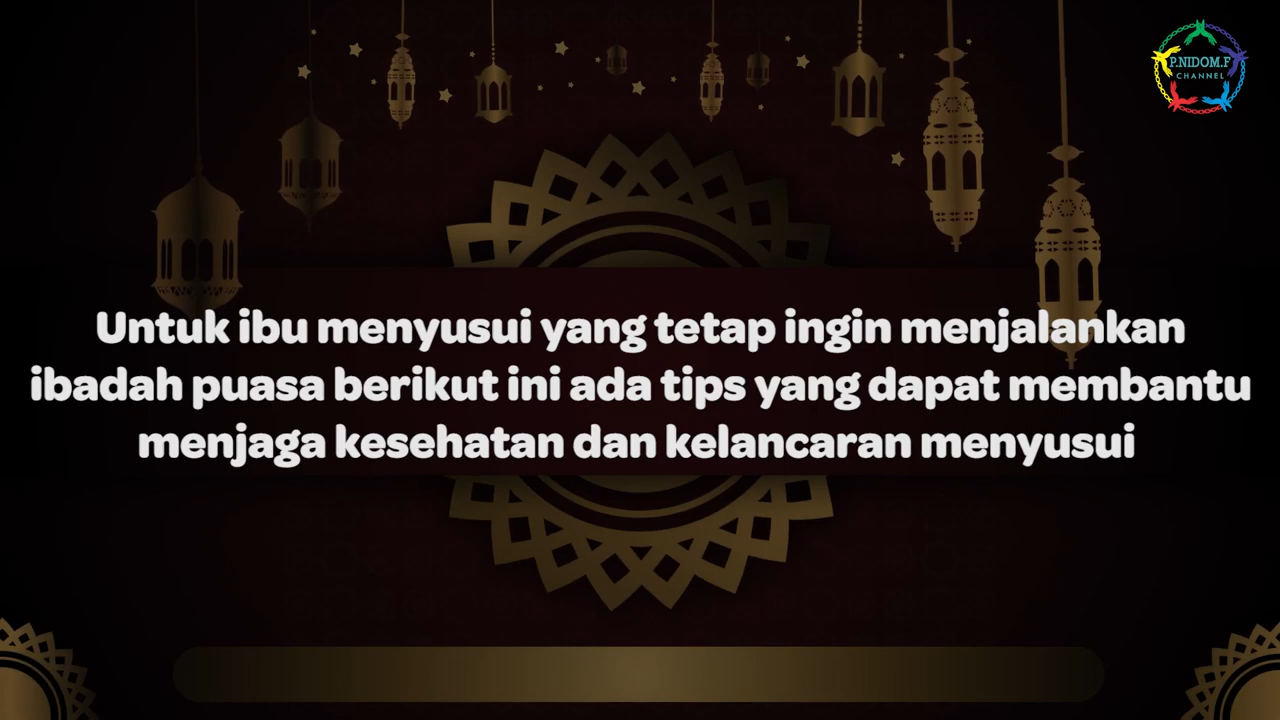 P.NIDOM.F
CHANNEL
Untuk ibu menyusui yang tetap ingin menjalankan
ibadah puasa berikut ini ada tips yang dapat membantu
menjaga kesehatan dan kelancaran menyusui